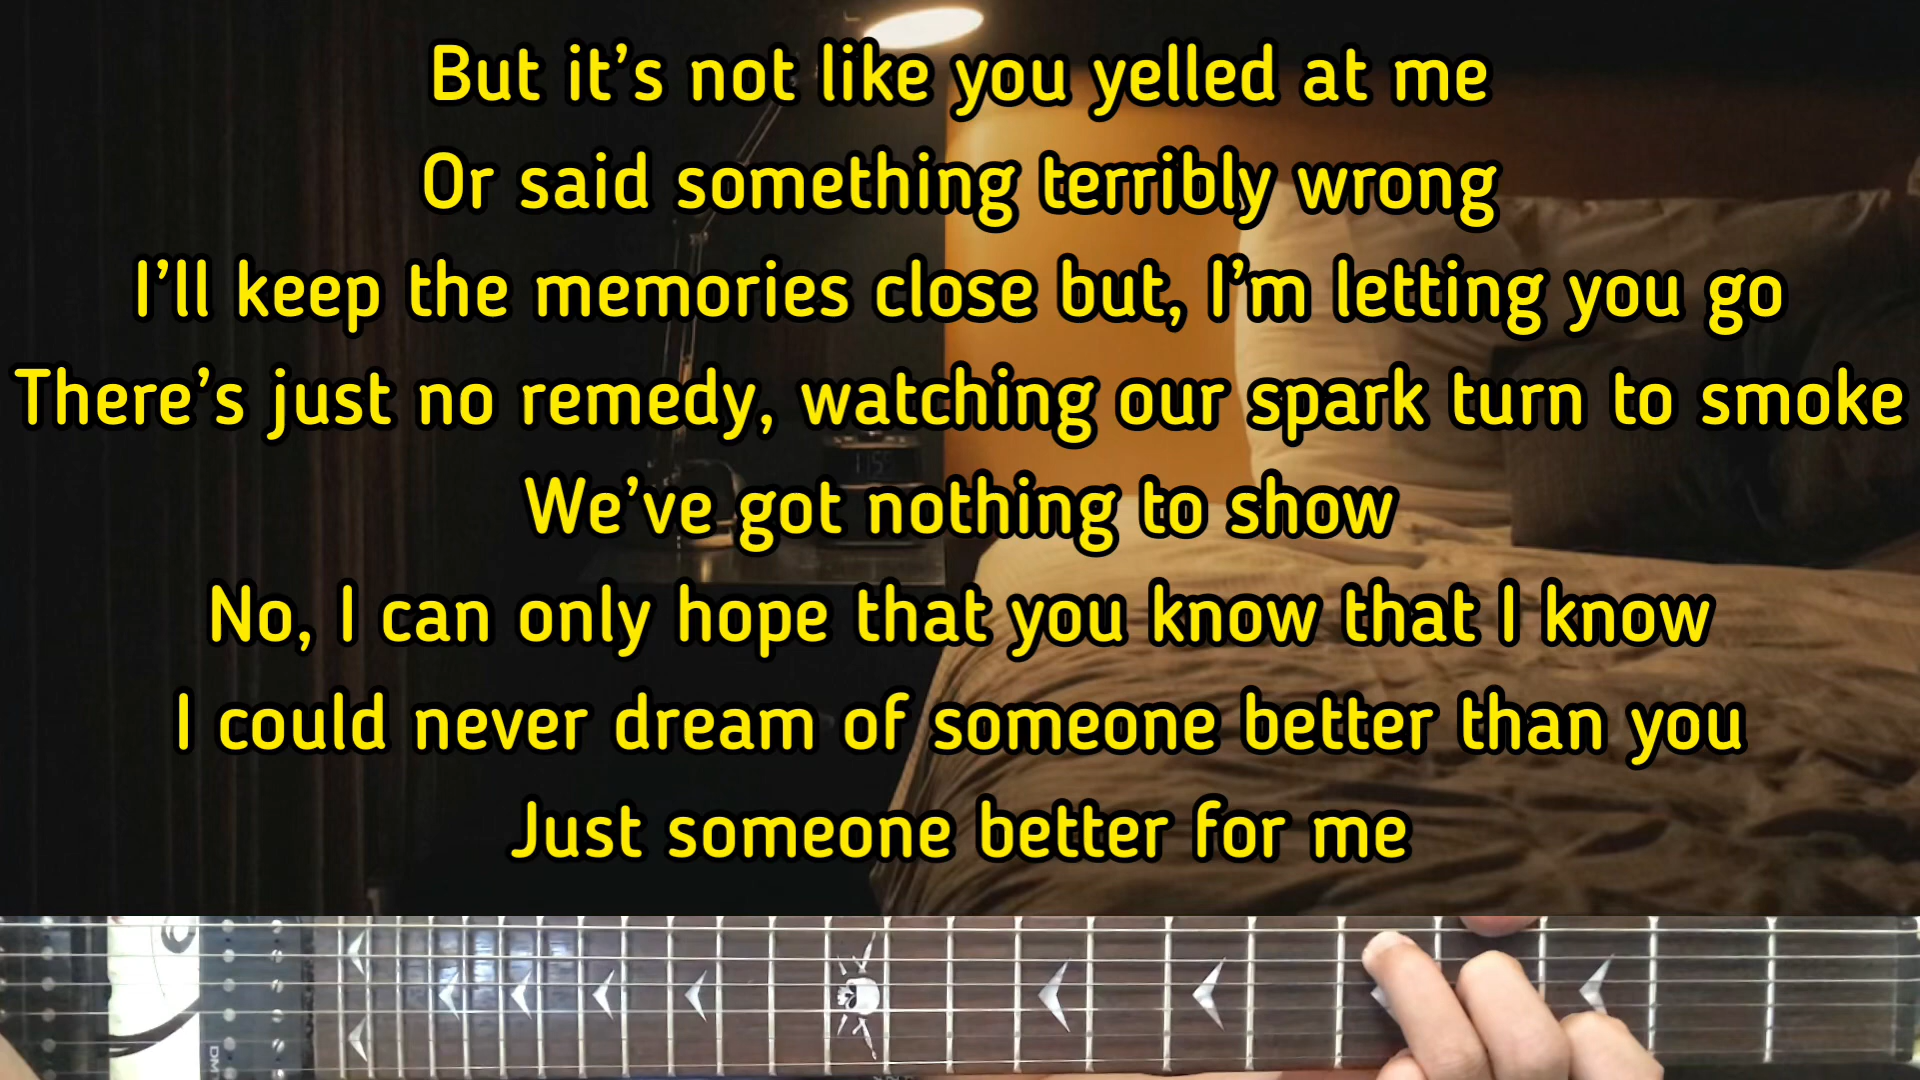 But it’s not like you yelled at me
Or said something terribly wrong
I’ll keep the memories close but, I’m letting you go
There’s just no remedy, watching our spark turn to smoke
We’ve got nothing to show
No, I can only hope that you know that I know
I could never dream of someone better than you
Just someone better for me